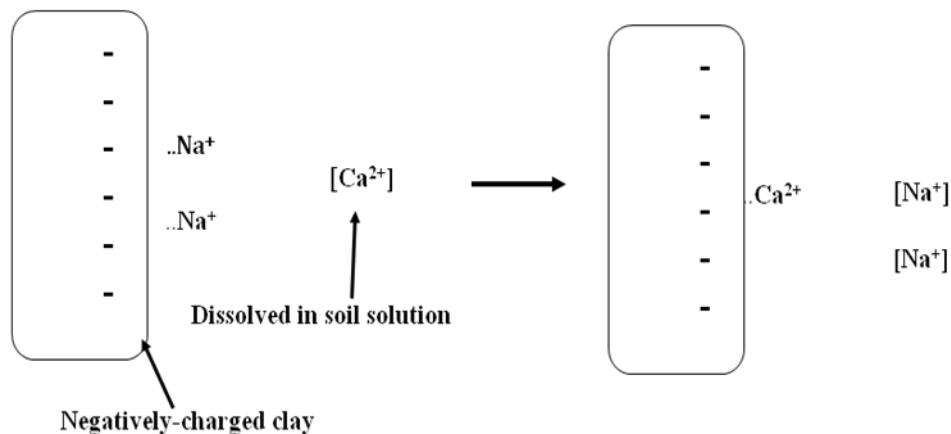 -
-
-
-
-
-
..Na⁺
..Na⁺
[Ca²⁺]
Dissolved in soil solution
Negatively-charged clay
-
-
-
-
-
-
..Ca²⁺
[Na⁺]
[Na⁺]